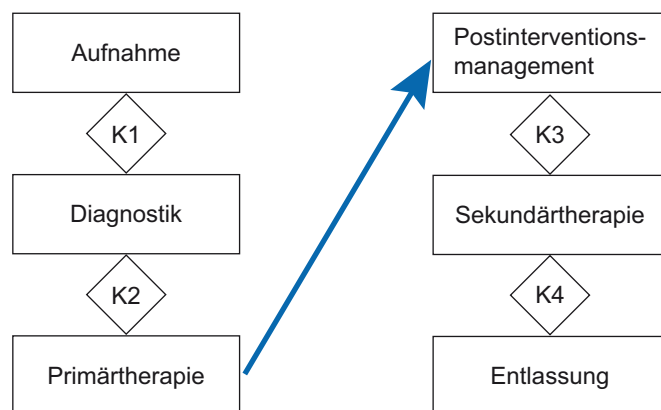 Aufnahme
K1
Diagnostik
K2
Primärtherapie
Postinterventions-
management
K3
Sekundärtherapie
K4
Entlassung